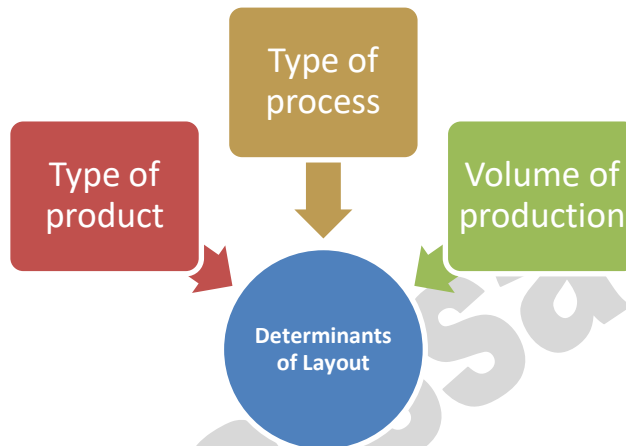 Type of
process
Type of
product
Volume of
production
Determinants
of Layout